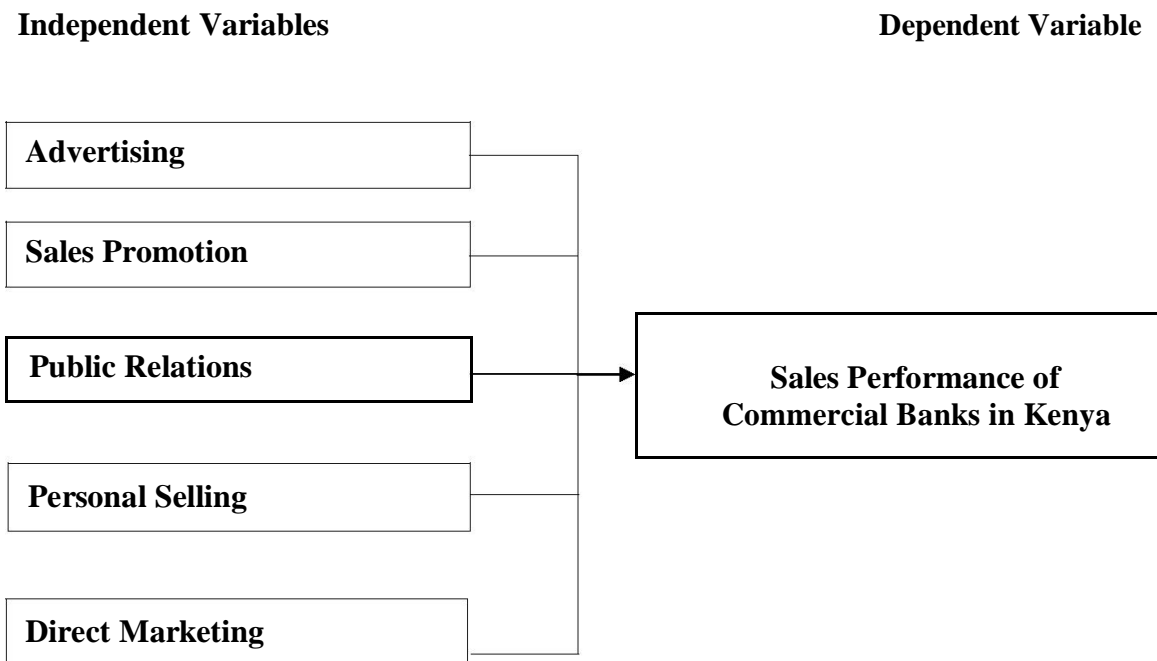 Independent Variables
Dependent Variable
Advertising
Sales Promotion
Public Relations
Sales Performance of
Commercial Banks in Kenya
Personal Selling
Direct Marketing